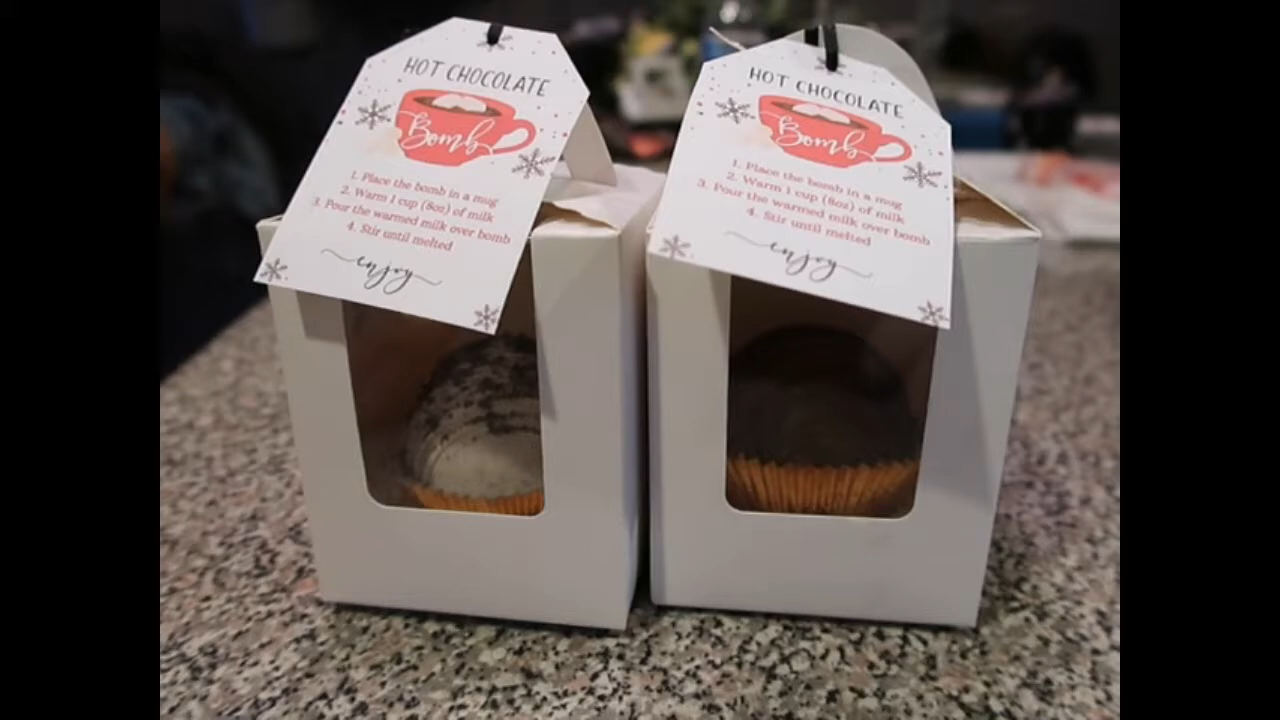 HOT CHOCOLATE
Bomb
1. Place the bomb in a mug
2. Warm 1 cup (8oz) of milk
3. Pour the warmed milk over bomb
4. Stir until melted
enjoy
HOT CHOCOLATE
Bomb
1. Place the bomb in a mug
2. Warm 1 cup (8oz) of milk
3. Pour the warmed milk over bomb
4. Stir until melted
enjoy